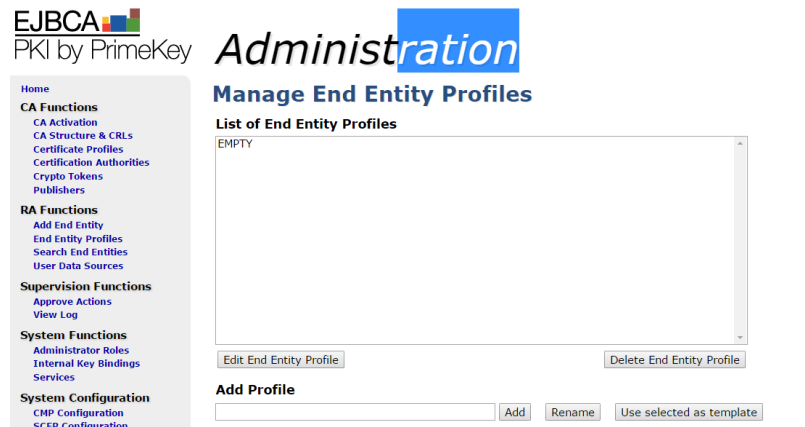 EJBCA
PKI by PrimeKey
Administration
Home
CA Functions
CA Activation
CA Structure & CRLs
Certificate Profiles
Certification Authorities
Crypto Tokens
Publishers
RA Functions
Add End Entity
End Entity Profiles
Search End Entities
User Data Sources
Supervision Functions
Approve Actions
View Log
System Functions
Administrator Roles
Internal Key Bindings
Services
System Configuration
CMP Configuration
SCEP Configuration
Manage End Entity Profiles
List of End Entity Profiles
EMPTY
Edit End Entity Profile Delete End Entity Profile
Add Profile
Add Rename Use selected as template